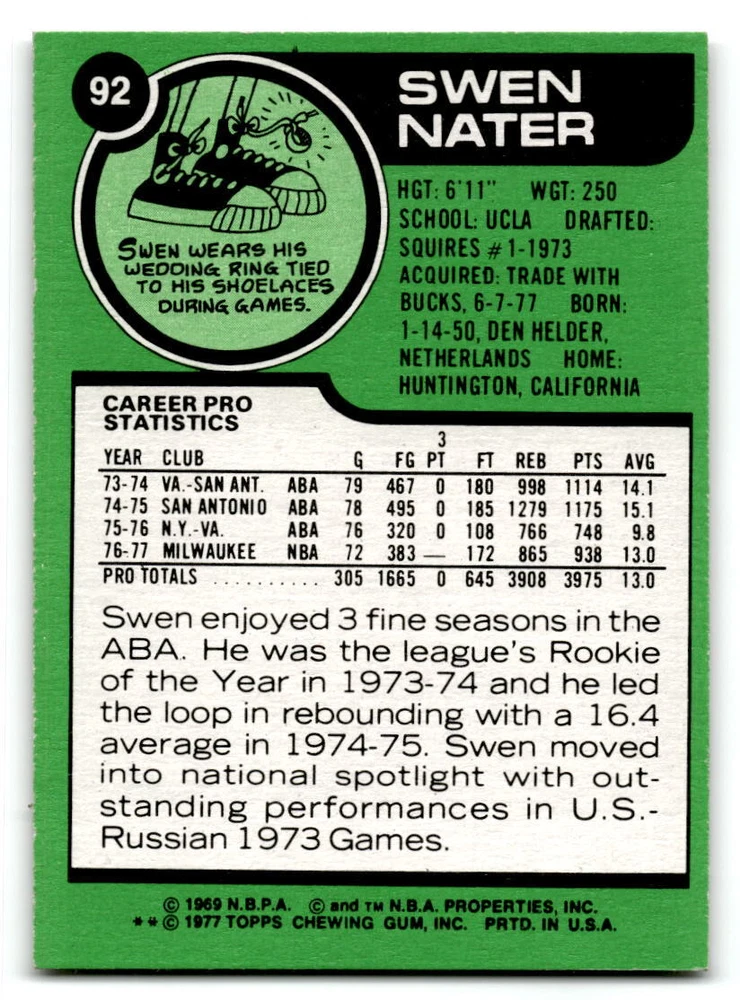 92
SWEN
NATER
SWEN WEARS HIS
WEDDING RING TIED
TO HIS SHOELACES
DURING GAMES.
HGT: 6'11" WGT: 250
SCHOOL: UCLA DRAFTED:
SQUIRES #1-1973
ACQUIRED: TRADE WITH
BUCKS, 6-7-77 BORN:
1-14-50, DEN HELDER,
NETHERLANDS HOME:
HUNTINGTON, CALIFORNIA
CAREER PRO
STATISTICS
YEAR CLUB G FG 3 PT FT REB PTS AVG
73-74 VA.-SAN ANT. ABA 79 467 0 180 998 1114 14.1
74-75 SAN ANTONIO ABA 78 495 0 185 1279 1175 15.1
75-76 N.Y.-VA. ABA 76 320 0 108 766 748 9.8
76-77 MILWAUKEE NBA 72 383 — 172 865 938 13.0
PRO TOTALS .......... 305 1665 0 645 3908 3975 13.0
Swen enjoyed 3 fine seasons in the
ABA. He was the league's Rookie
of the Year in 1973-74 and he led
the loop in rebounding with a 16.4
average in 1974-75. Swen moved
into national spotlight with out-
standing performances in U.S.-
Russian 1973 Games.
© 1969 N.B.P.A. © and TM N.B.A. PROPERTIES, INC.
**© 1977 TOPPS CHEWING GUM, INC. PRTD. IN U.S.A.